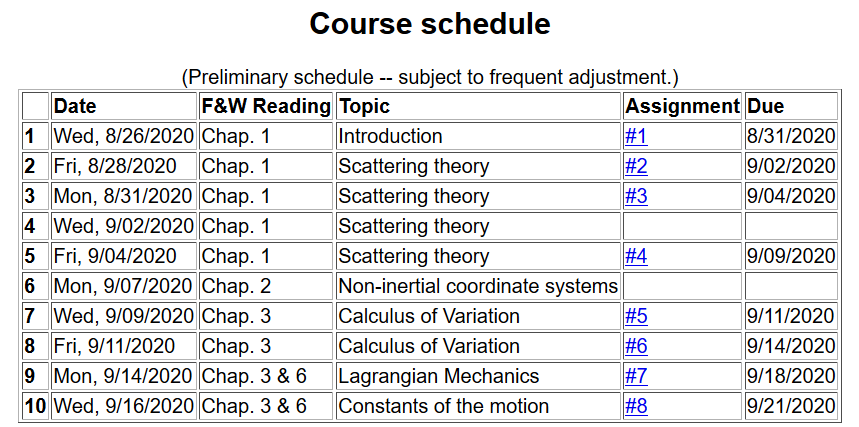 Course schedule
(Preliminary schedule -- subject to frequent adjustment.)
Date F&W Reading Topic Assignment Due
1 Wed, 8/26/2020 Chap. 1 Introduction #1 8/31/2020
2 Fri, 8/28/2020 Chap. 1 Scattering theory #2 9/02/2020
3 Mon, 8/31/2020 Chap. 1 Scattering theory #3 9/04/2020
4 Wed, 9/02/2020 Chap. 1 Scattering theory
5 Fri, 9/04/2020 Chap. 1 Scattering theory #4 9/09/2020
6 Mon, 9/07/2020 Chap. 2 Non-inertial coordinate systems
7 Wed, 9/09/2020 Chap. 3 Calculus of Variation #5 9/11/2020
8 Fri, 9/11/2020 Chap. 3 Calculus of Variation #6 9/14/2020
9 Mon, 9/14/2020 Chap. 3 & 6 Lagrangian Mechanics #7 9/18/2020
10 Wed, 9/16/2020 Chap. 3 & 6 Constants of the motion #8 9/21/2020